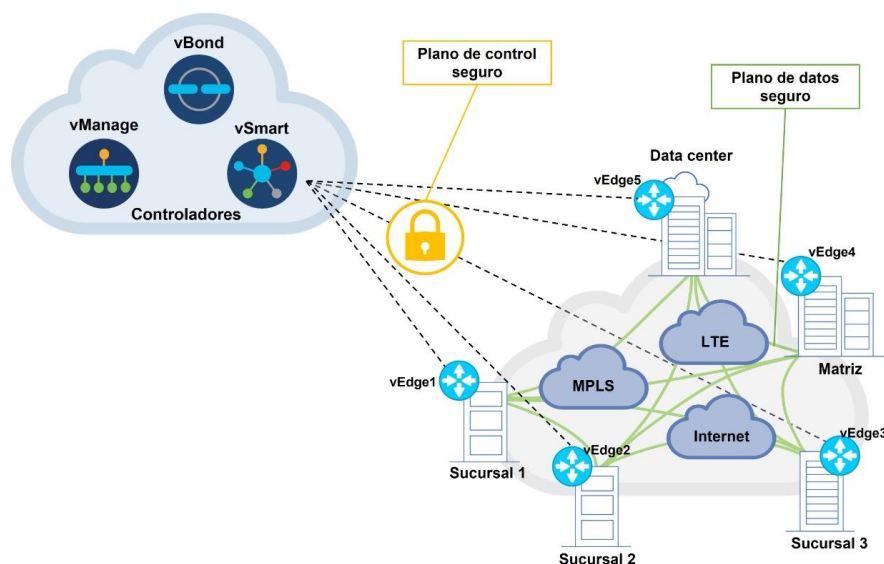 vBond
vManage
vSmart
Controladores
Plano de control
seguro
Plano de datos
seguro
Data center
vEdge5
vEdge4
LTE
Matriz
vEdge1
MPLS
Internet
vEdge3
vEdge2
Sucursal 1
Sucursal 3
Sucursal 2